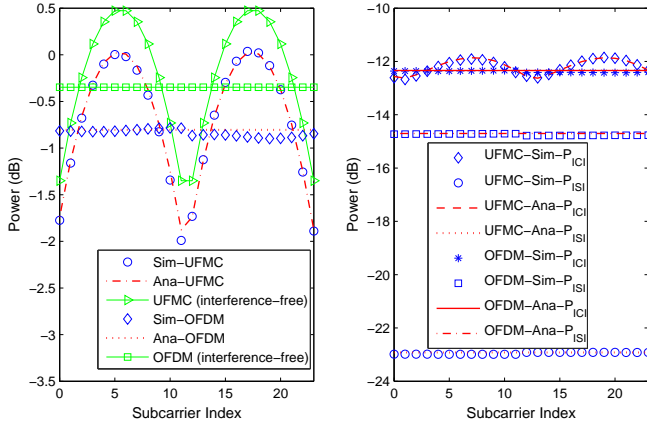 0.5
0
−0.5
−1
−1.5
−2
−2.5
−3
−3.5
0 5 10 15 20
Power (dB)
Subcarrier Index
Sim−UFMC
Ana−UFMC
UFMC (interference−free)
Sim−OFDM
Ana−OFDM
OFDM (interference−free)
−10
−12
−14
−16
−18
−20
−22
−24
0 5 10 15 20
Power (dB)
Subcarrier Index
UFMC−Sim−P_ICI
UFMC−Sim−P_ISI
UFMC−Ana−P_ICI
UFMC−Ana−P_ISI
OFDM−Sim−P_ICI
OFDM−Sim−P_ISI
OFDM−Ana−P_ICI
OFDM−Ana−P_ISI